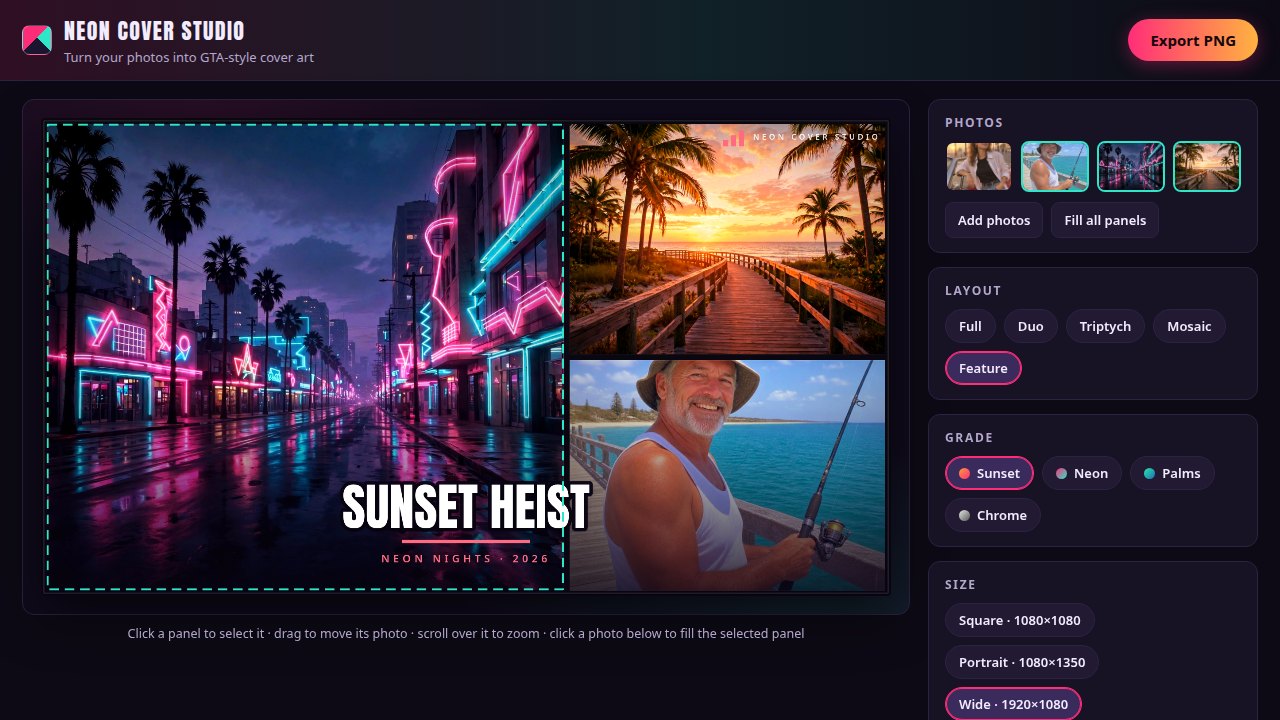 NEON COVER STUDIO
Turn your photos into GTA-style cover art
Export PNG
NEON COVER STUDIO
SUNSET HEIST
NEON NIGHTS · 2026
Click a panel to select it · drag to move its photo · scroll over it to zoom · click a photo below to fill the selected panel
PHOTOS
Add photos
Fill all panels
LAYOUT
Full
Duo
Triptych
Mosaic
Feature
GRADE
Sunset
Neon
Palms
Chrome
SIZE
Square · 1080×1080
Portrait · 1080×1350
Wide · 1920×1080